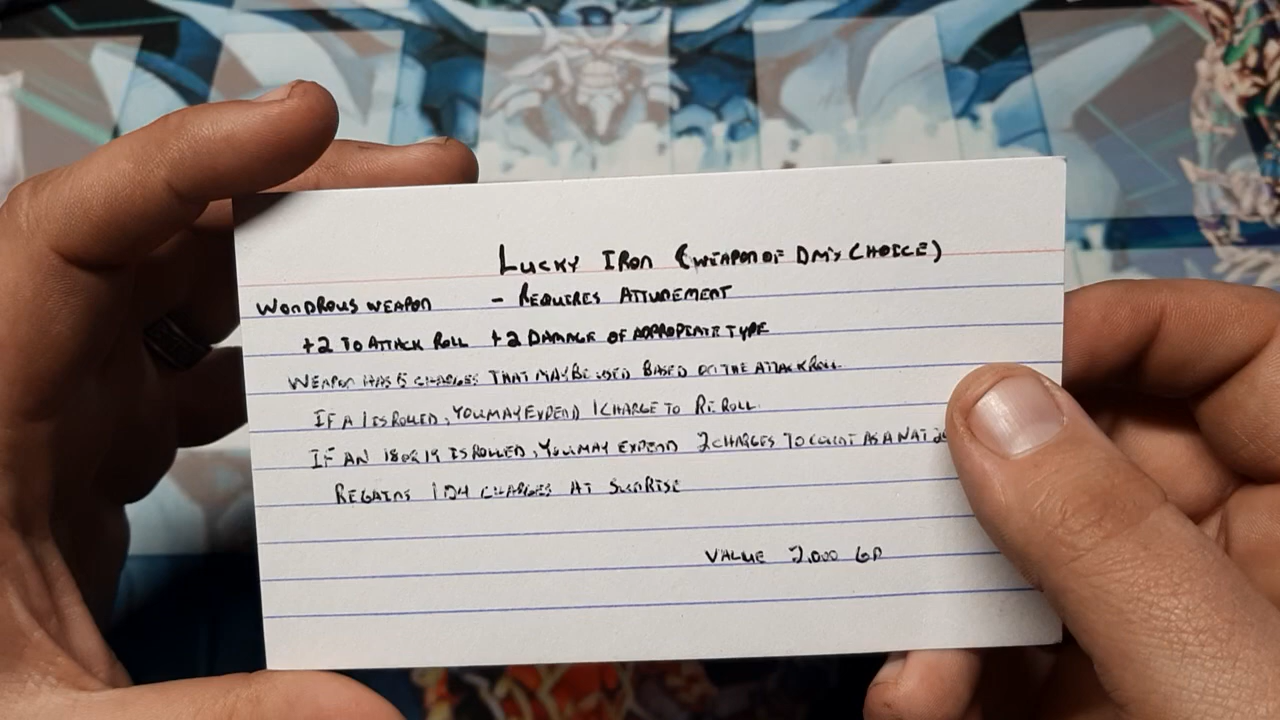 LUCKY IRON (WEAPON OF DM'S CHOICE)
WONDROUS WEAPON - REQUIRES ATTUNEMENT
+2 TO ATTACK ROLL +2 DAMAGE OF APPROPRIATE TYPE
WEAPON HAS 5 CHARGES THAT MAY BE USED BASED ON THE ATTACK ROLL
IF A 1 IS ROLLED, YOU MAY EXPEND 1 CHARGE TO REROLL.
IF AN 18 OR 19 IS ROLLED, YOU MAY EXPEND 2 CHARGES TO COUNT AS A NAT 20
REGAINS 1D4 CHARGES AT SUNRISE
VALUE 2,000 GP